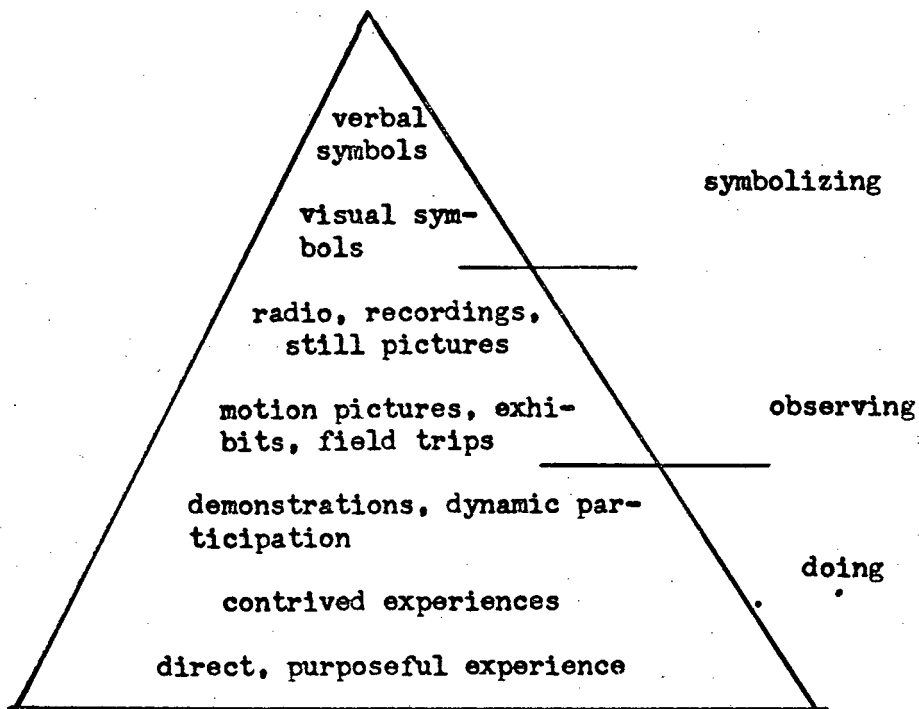 verbal
symbols
symbolizing
visual sym-
bols
radio, recordings,
still pictures
motion pictures, exhi-
bits, field trips
observing
demonstrations, dynamic par-
ticipation
doing
contrived experiences
direct, purposeful experience